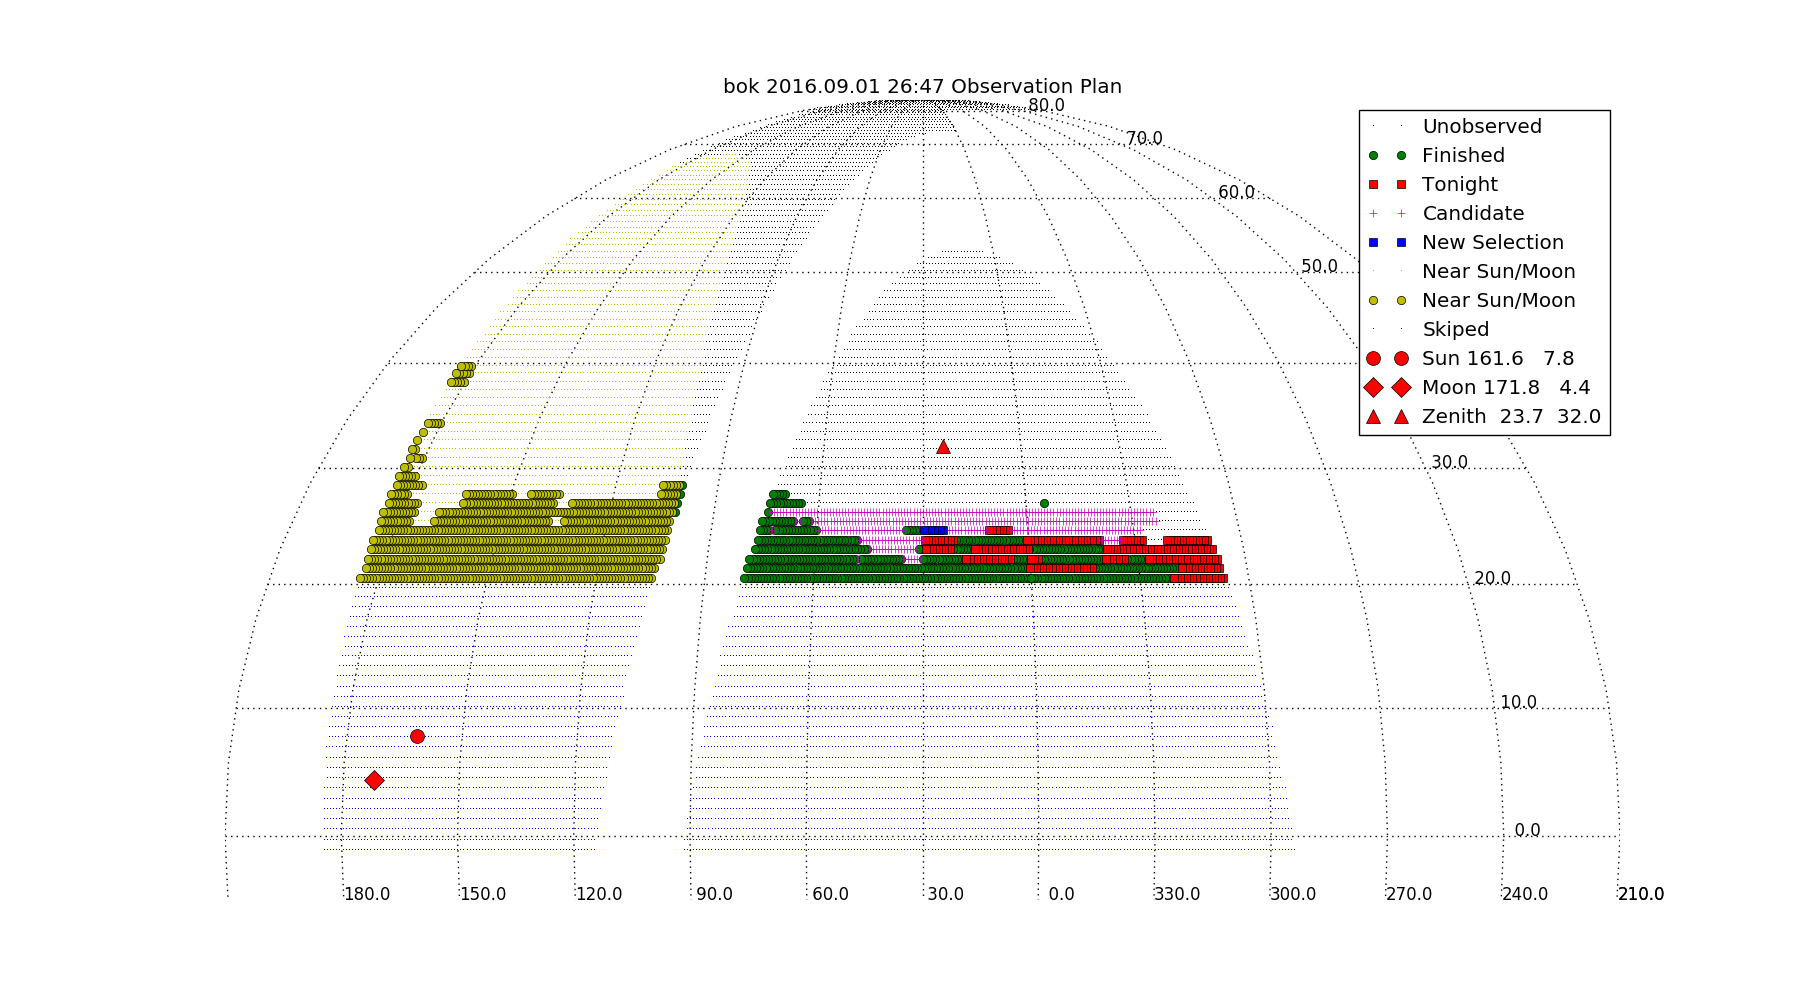 bok 2016.09.01 26:47 Observation Plan
80.0
70.0
60.0
50.0
30.0
20.0
10.0
0.0
Unobserved
Finished
Tonight
Candidate
New Selection
Near Sun/Moon
Near Sun/Moon
Skiped
Sun 161.6 7.8
Moon 171.8 4.4
Zenith 23.7 32.0
180.0 150.0 120.0 90.0 60.0 30.0 0.0 330.0 300.0 270.0 240.0 210.0